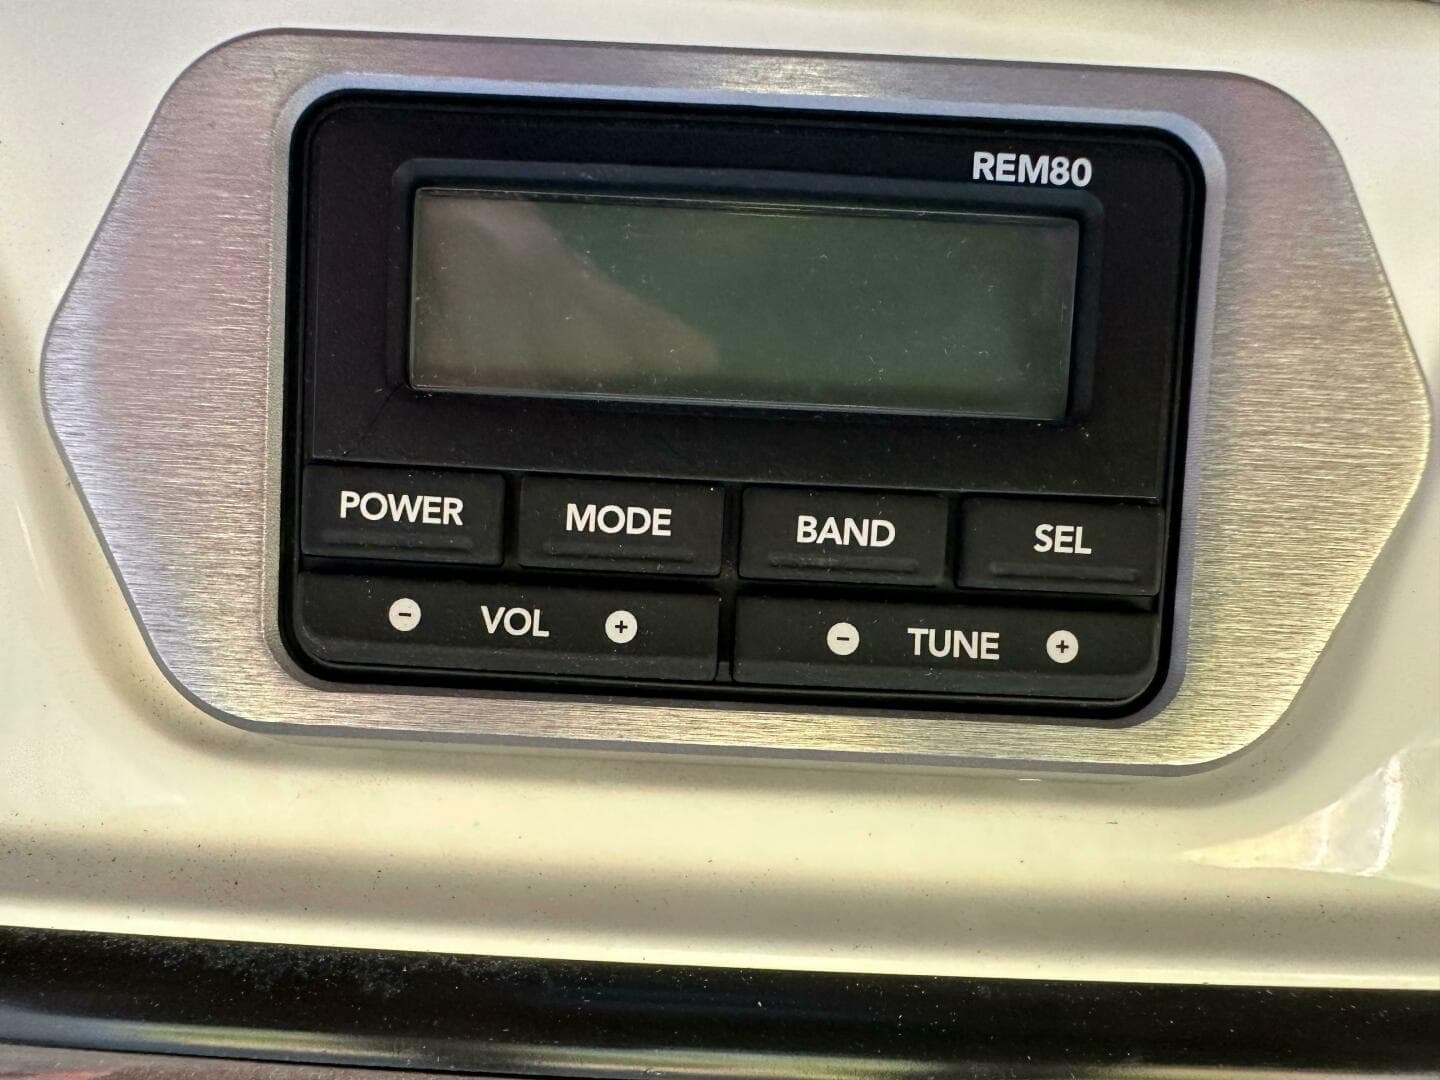 REM80
POWER MODE BAND SEL
- VOL + - TUNE +